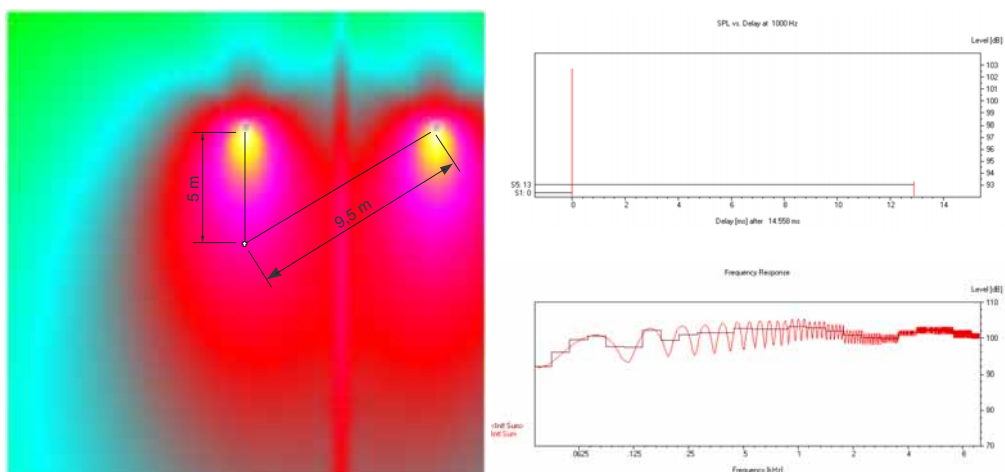 5 m
9,5 m
SPL vs. Delay at 1000 Hz
Level [dB]
103
102
101
100
99
98
97
96
95
94
93
S5: 13
S1: 0
0 2 4 6 8 10 12 14
Delay [ms] after 14.558 ms
Frequency Response
Level [dB]
110
100
90
80
70
Init Sum
.0625 .125 .25 .5 1 2 4 8
Frequency [kHz]